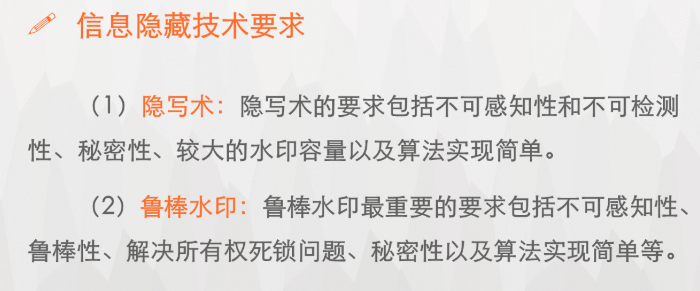 信息隐藏技术要求
（1）隐写术：隐写术的要求包括不可感知性和不可检测
性、秘密性、较大的水印容量以及算法实现简单。
（2）鲁棒水印：鲁棒水印最重要的要求包括不可感知性、
鲁棒性、解决所有权死锁问题、秘密性以及算法实现简单等。